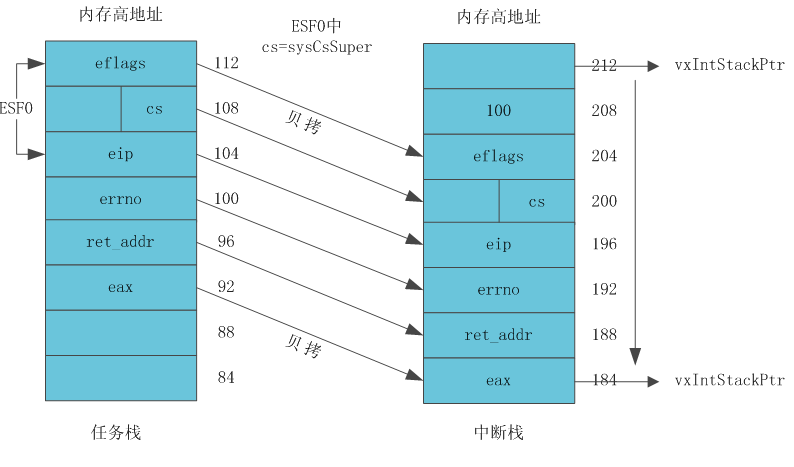 内存高地址
ESF0中
cs=sysCsSuper
内存高地址
ESF0
eflags
112
cs
108
eip
104
errno
100
ret_addr
96
eax
92
88
84
贝拷
贝拷
212
vxIntStackPtr
100
208
eflags
204
cs
200
eip
196
errno
192
ret_addr
188
eax
184
vxIntStackPtr
任务栈
中断栈